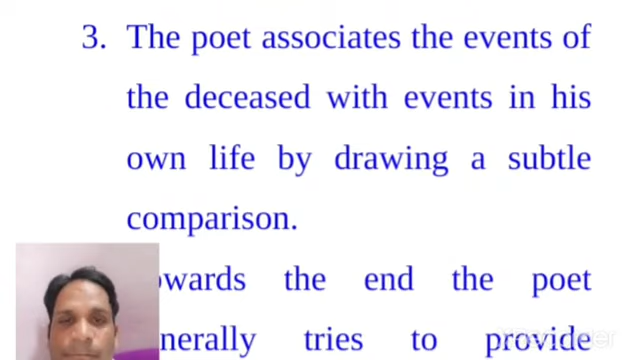 3. The poet associates the events of
the deceased with events in his
own life by drawing a subtle
comparison.
the end the poet
tries to provide